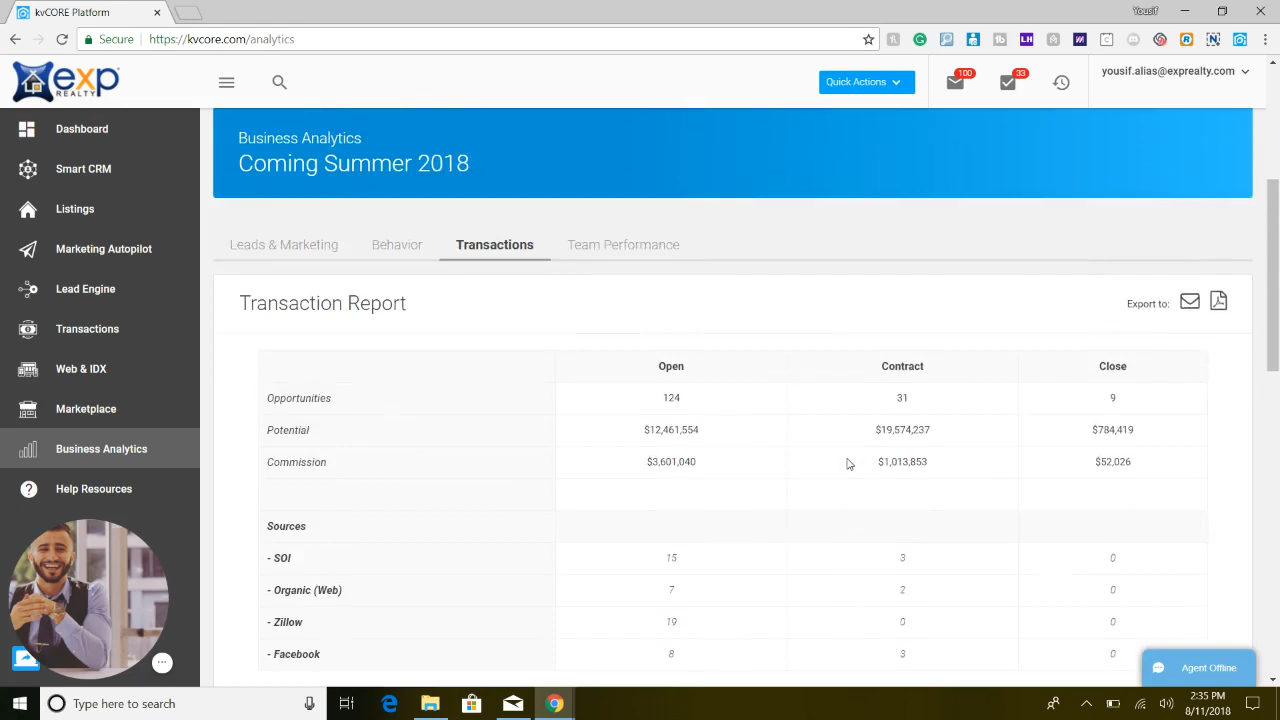 kvCORE Platform
Yousif
Secure https://kvcore.com/analytics
exp
REALTY
Quick Actions
100
33
yousif.alias@exprealty.com
Dashboard
Smart CRM
Listings
Marketing Autopilot
Lead Engine
Transactions
Web & IDX
Marketplace
Business Analytics
Help Resources
Business Analytics
Coming Summer 2018
Leads & Marketing Behavior Transactions Team Performance
Transaction Report
Export to:
Open Contract Close
Opportunities 124 31 9
Potential $12,461,554 $19,574,237 $784,419
Commission $3,601,040 $1,013,853 $52,026
Sources
- SOI 15 3 0
- Organic (Web) 7 2 0
- Zillow 19 0 0
- Facebook 8 3 0
Agent Offline
Type here to search
2:35 PM
8/11/2018